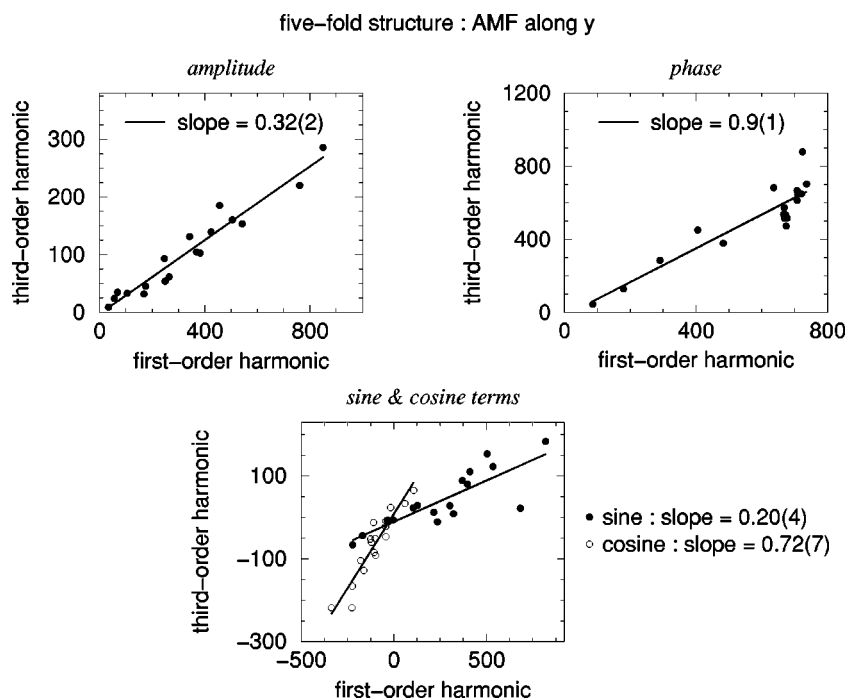 five−fold structure : AMF along y
amplitude
third−order harmonic
300
200
100
0
slope = 0.32(2)
0 400 800
first−order harmonic
phase
third−order harmonic
1200
800
400
0
slope = 0.9(1)
0 400 800
first−order harmonic
sine & cosine terms
third−order harmonic
100
−100
−300
−500 0 500
first−order harmonic
sine : slope = 0.20(4)
cosine : slope = 0.72(7)